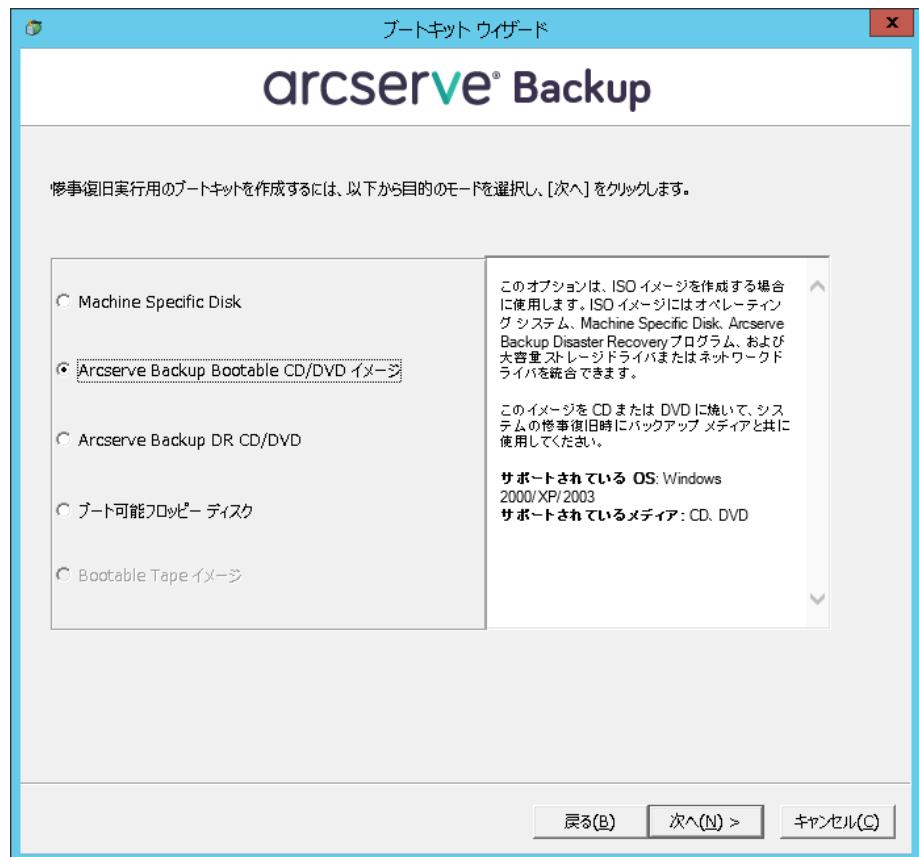 ブートキット ウィザード
arcserve® Backup
惨事復旧実行用のブートキットを作成するには、以下から目的のモードを選択し、[次へ] をクリックします。
Machine Specific Disk
Arcserve Backup Bootable CD/DVD イメージ
Arcserve Backup DR CD/DVD
ブート可能フロッピー ディスク
Bootable Tape イメージ
このオプションは、ISO イメージを作成する場合
に使用します。ISO イメージにはオペレーティン
グ システム、Machine Specific Disk、Arcserve
Backup Disaster Recovery プログラム、および
大容量ストレージドライバまたはネットワークド
ライバを統合できます。
このイメージを CD または DVD に焼いて、シス
テムの惨事復旧時にバックアップ メディアと共に
使用してください。
サポートされている OS: Windows
2000/XP/2003
サポートされているメディア: CD、DVD
戻る(B)
次へ(N) >
キャンセル(C)